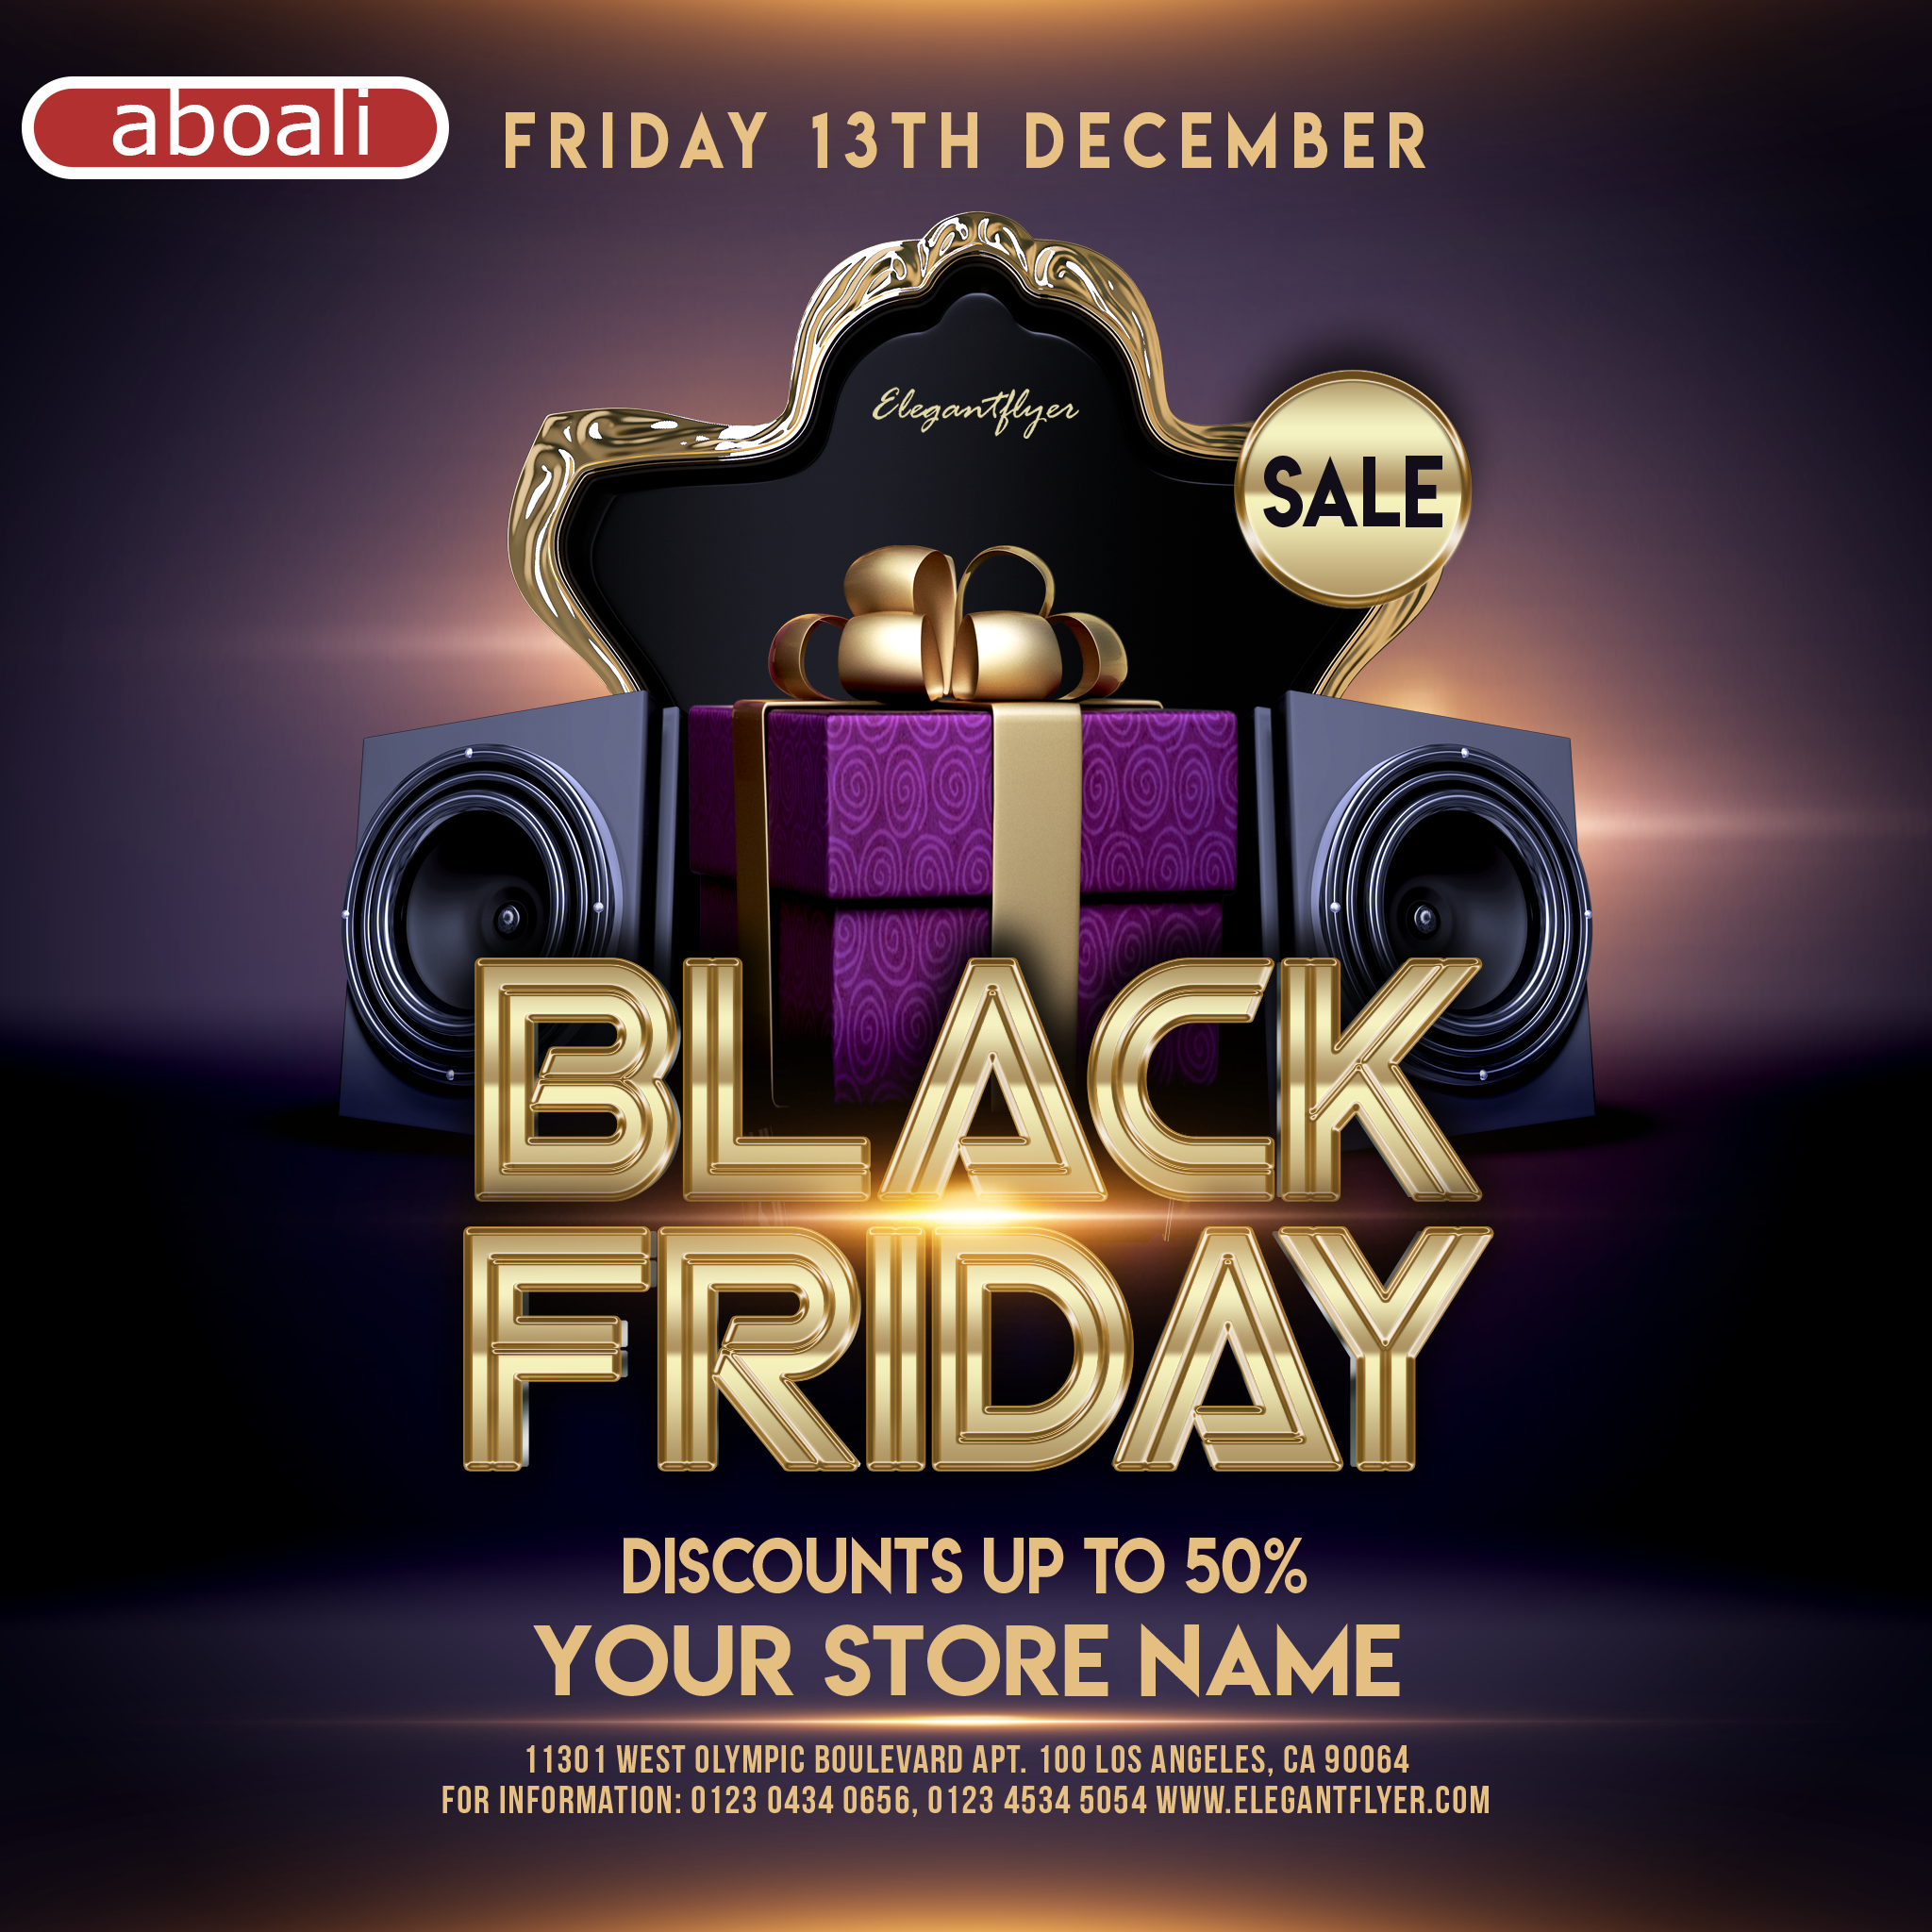 aboali
FRIDAY 13TH DECEMBER
Elegantflyer
SALE
BLACK
FRIDAY
DISCOUNTS UP TO 50%
YOUR STORE NAME
11301 WEST OLYMPIC BOULEVARD APT. 100 LOS ANGELES, CA 90064
FOR INFORMATION: 0123 0434 0656, 0123 4534 5054 WWW.ELEGANTFLYER.COM